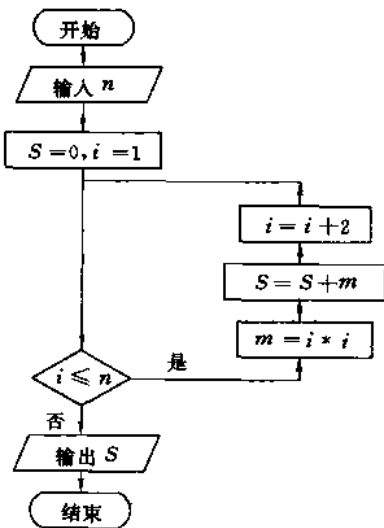 开始
输入 n
S=0,i=1
i=i+2
S=S+m
m=i*i
i≤n
是
否
输出 S
结束